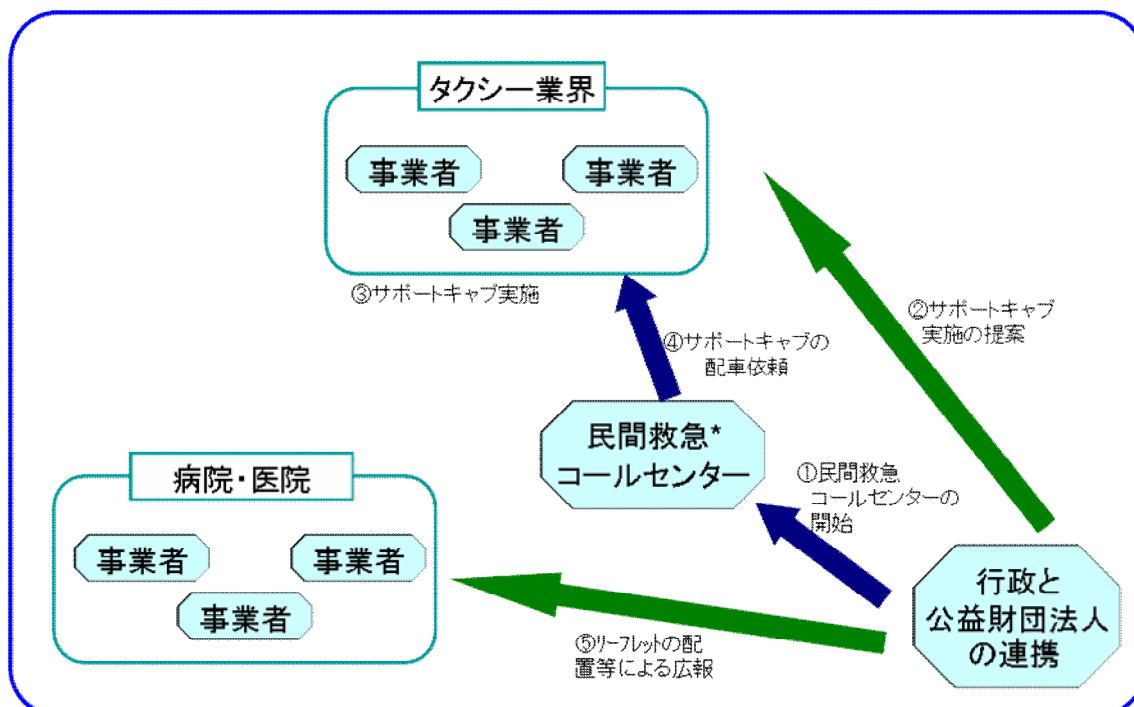 タクシー業界
事業者
事業者
事業者
③サポートキャブ実施
②サポートキャブ
実施の提案
④サポートキャブの
配車依頼
民間救急*
コールセンター
①民間救急
コールセンターの
開始
病院・医院
事業者
事業者
事業者
行政と
公益財団法人
の連携
⑤リーフレットの配
置等による広報